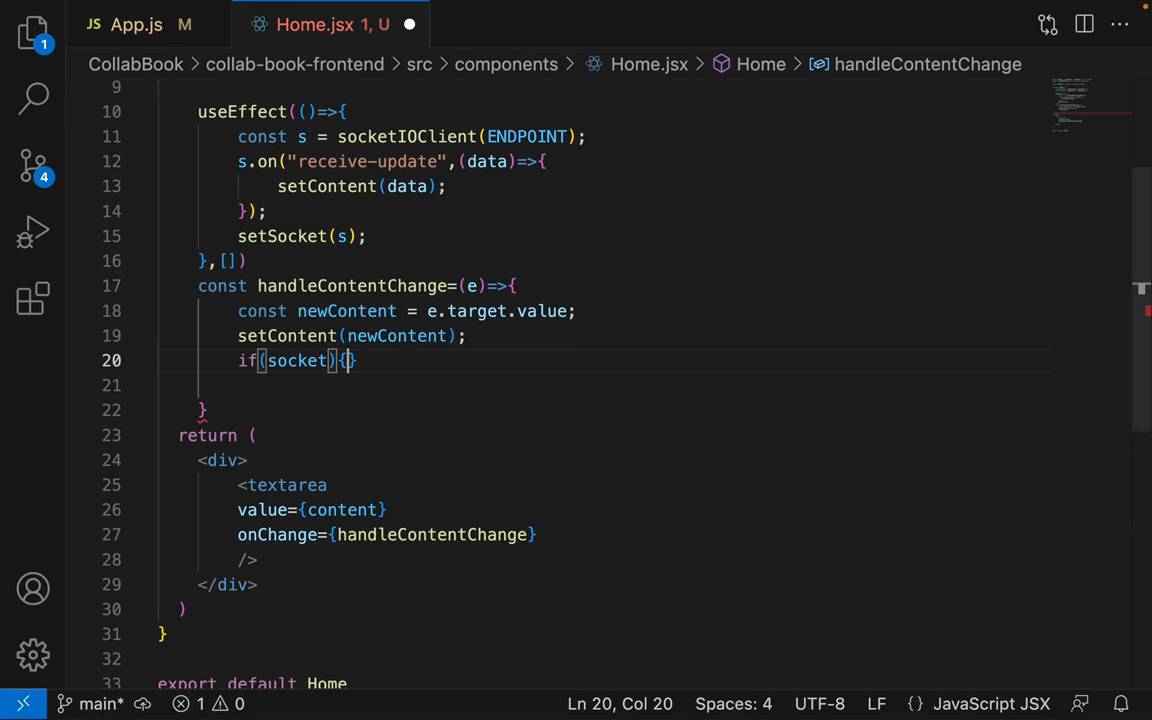 1
4
JS App.js M
Home.jsx 1, U
CollabBook > collab-book-frontend > src > components > Home.jsx > Home > handleContentChange
9
10 useEffect(()=>{
11 const s = socketIOClient(ENDPOINT);
12 s.on("receive-update",(data)=>{
13 setContent(data);
14 });
15 setSocket(s);
16 },[])
17 const handleContentChange=(e)=>{
18 const newContent = e.target.value;
19 setContent(newContent);
20 if(socket){}
21
22 }
23 return (
24 <div>
25 <textarea
26 value={content}
27 onChange={handleContentChange}
28 />
29 </div>
30 )
31 }
32
33 export default Home
main* 1 0 Ln 20, Col 20 Spaces: 4 UTF-8 LF {} JavaScript JSX